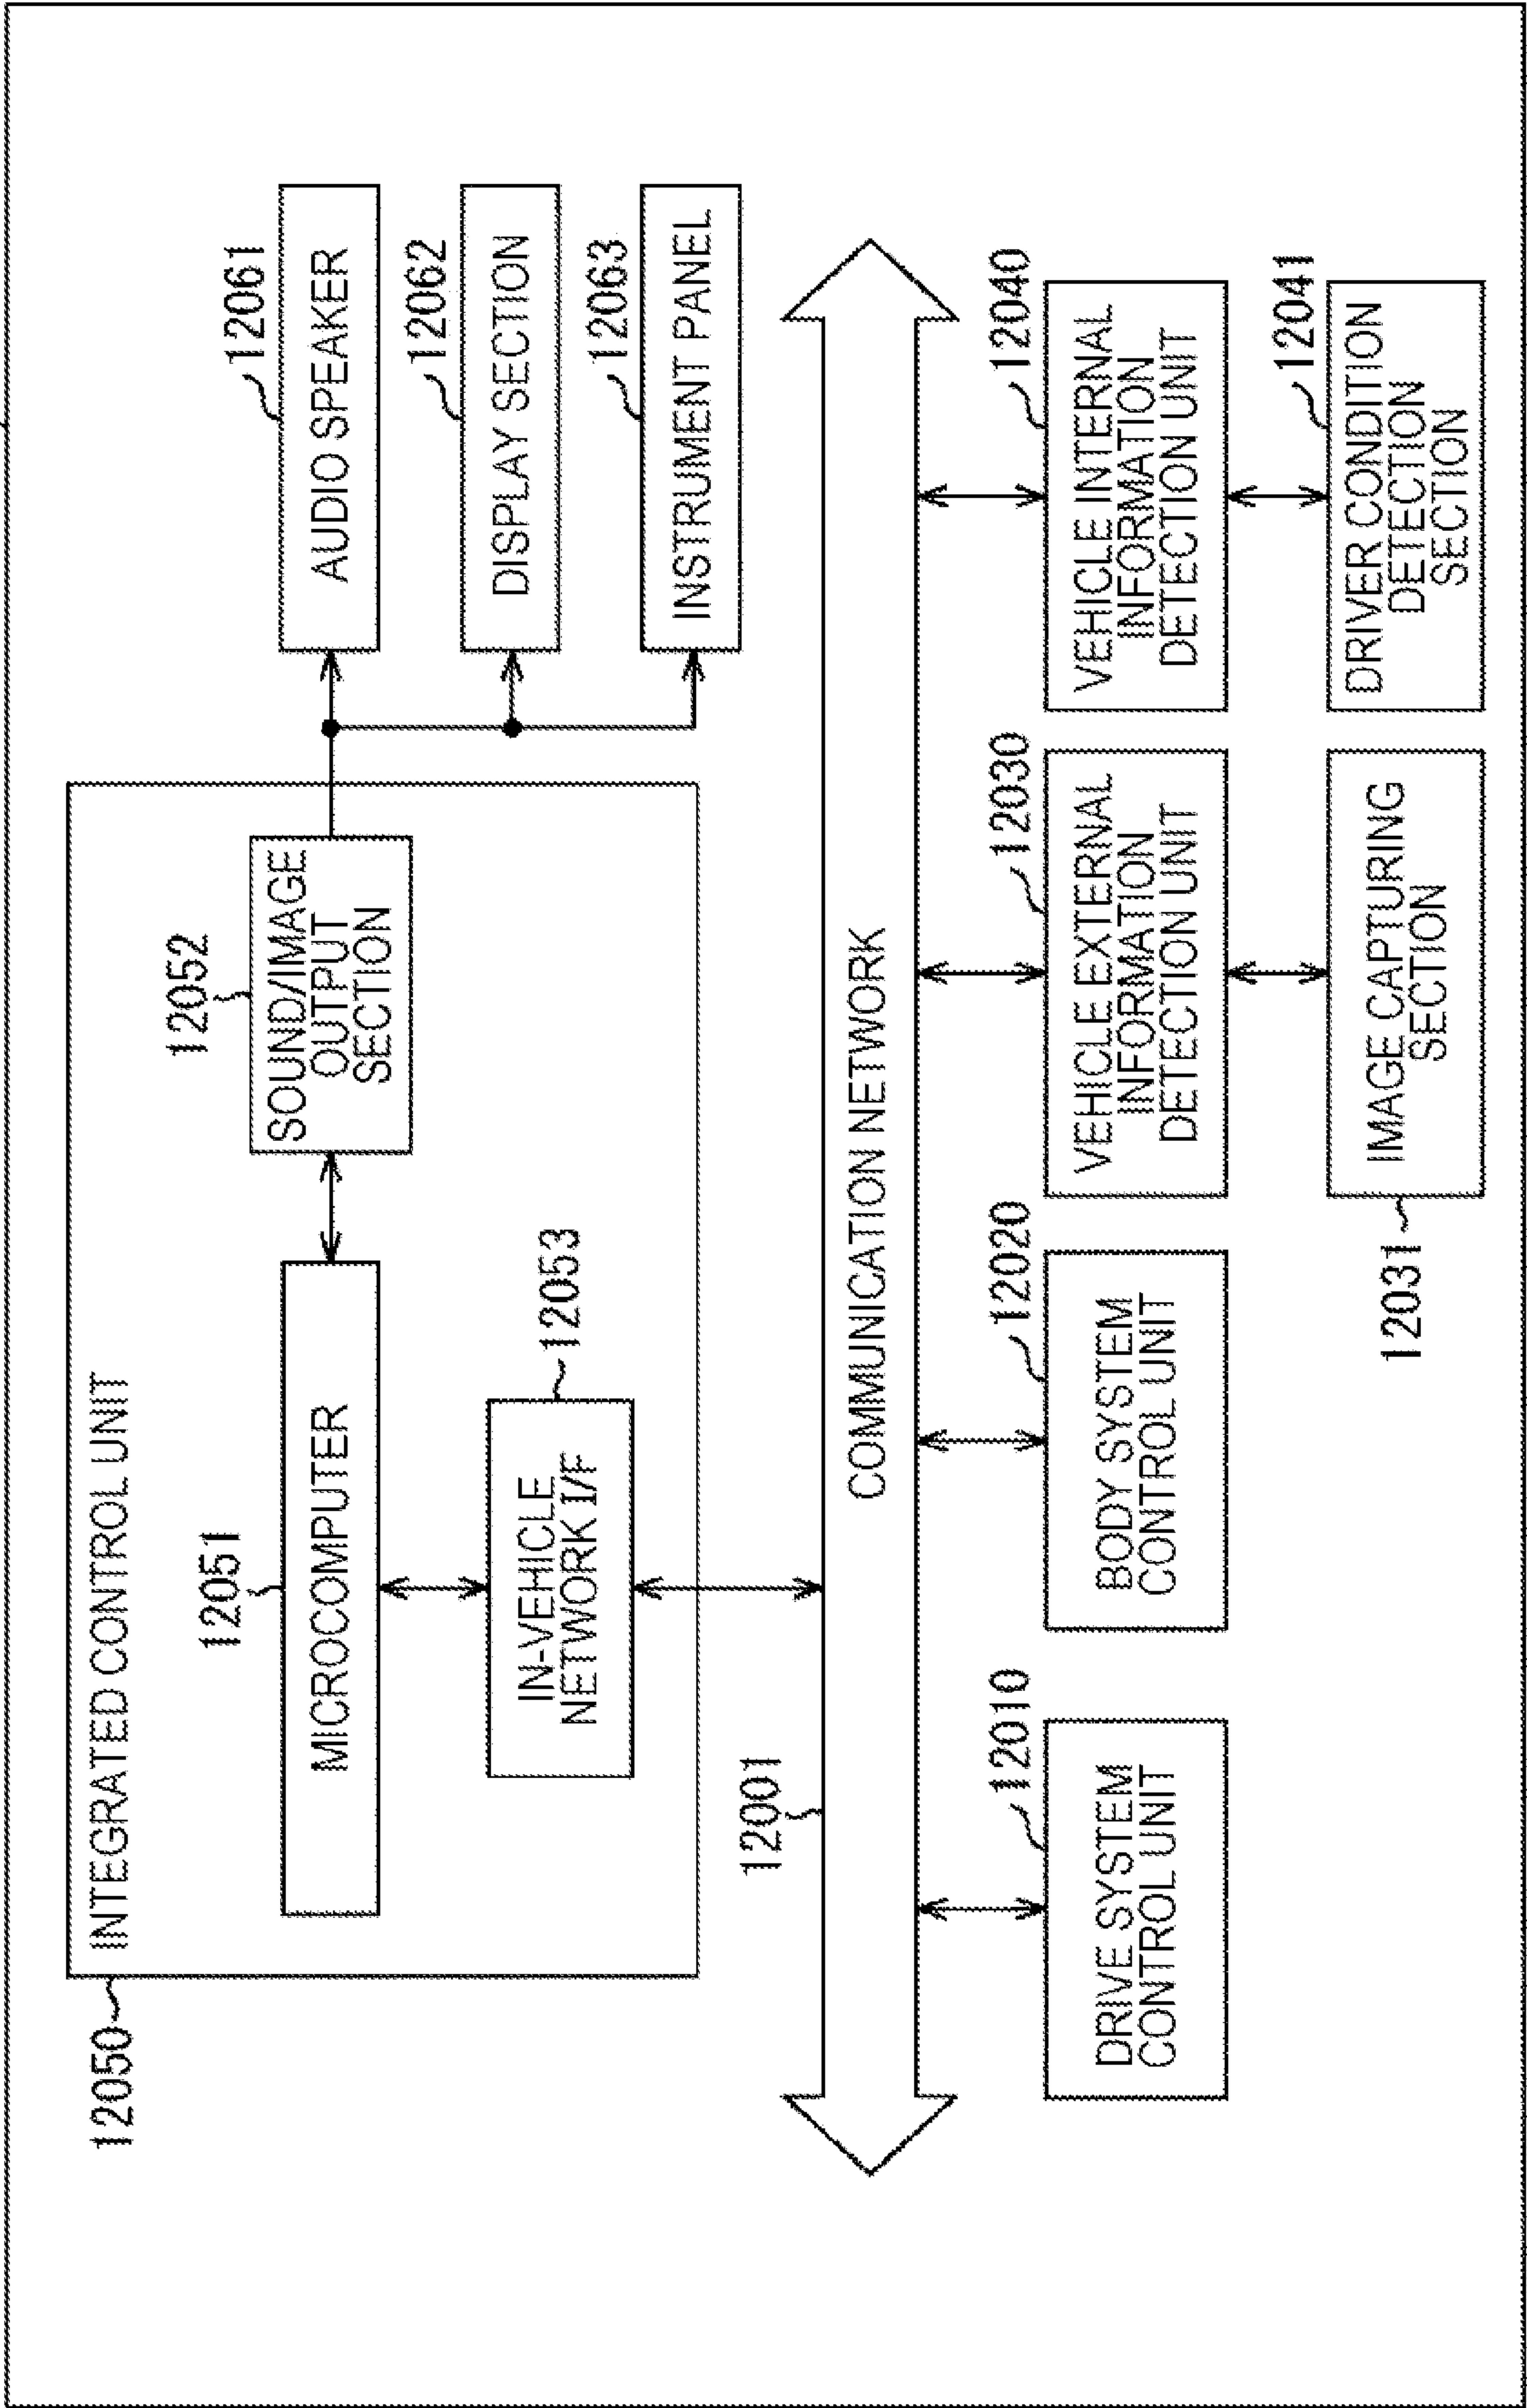 12050
INTEGRATED CONTROL UNIT
12051
MICROCOMPUTER
12052
SOUND/IMAGE
OUTPUT
SECTION
12053
IN-VEHICLE
NETWORK I/F
12061
AUDIO SPEAKER
12062
DISPLAY SECTION
12063
INSTRUMENT PANEL
12001
COMMUNICATION NETWORK
12010
DRIVE SYSTEM
CONTROL UNIT
12020
BODY SYSTEM
CONTROL UNIT
12030
VEHICLE EXTERNAL
INFORMATION
DETECTION UNIT
12040
VEHICLE INTERNAL
INFORMATION
DETECTION UNIT
12031
IMAGE CAPTURING
SECTION
12041
DRIVER CONDITION
DETECTION
SECTION